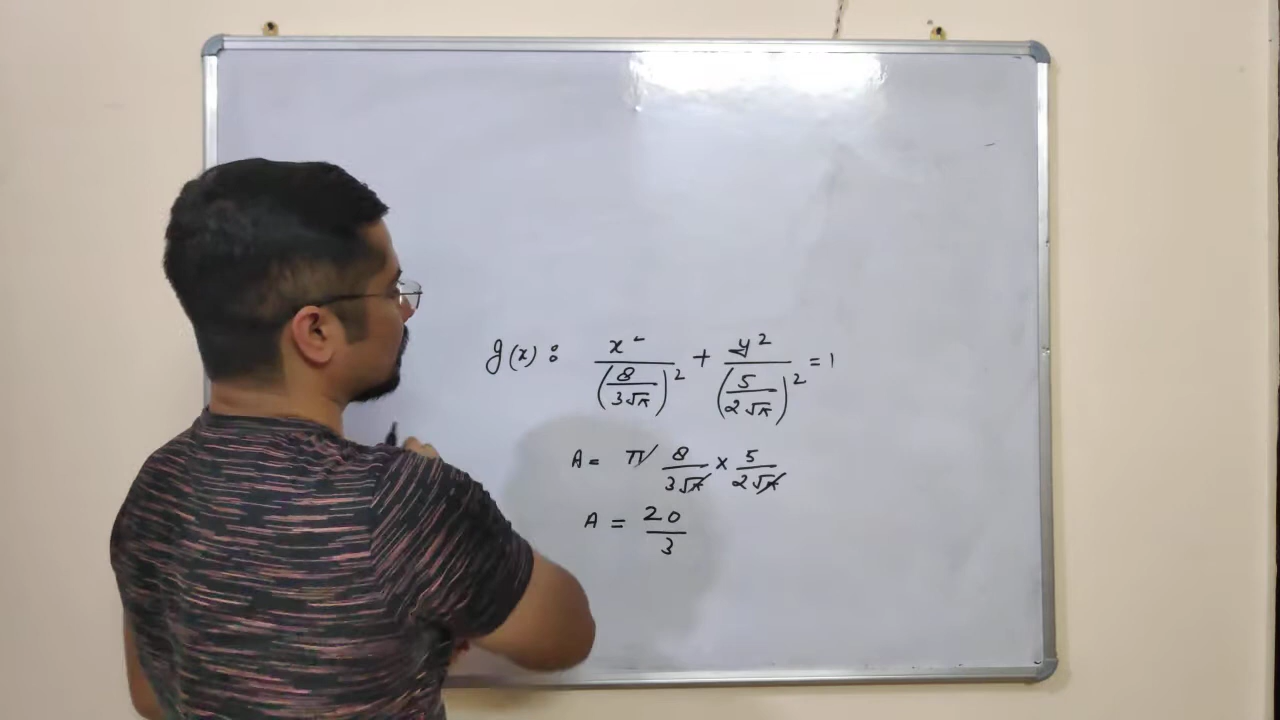 g(x) : x²/(8/3√π)² + y²/(5/2√π)² = 1
A = π 8/3√π × 5/2√π
A = 20/3